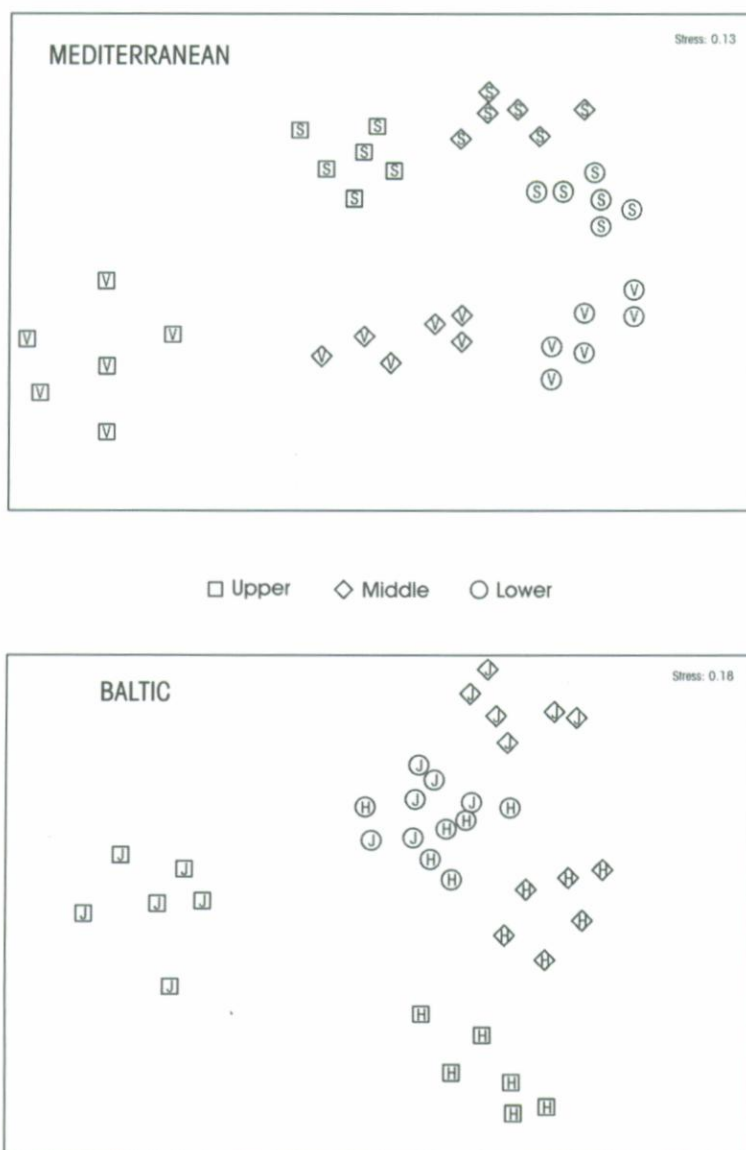 MEDITERRANEAN
Stress: 0.13
S
S S S
S S S S
S
S S S
S S S S
S
S
V
V
V V V
V
V V V
V V V
V
V V
V
V
V
Upper Middle Lower
BALTIC
Stress: 0.18
J
J
J J J
J
J
J
H J J H
H
J J H
J H
J H H H
J J H
J H
H
H
J
H
H
H H
H H